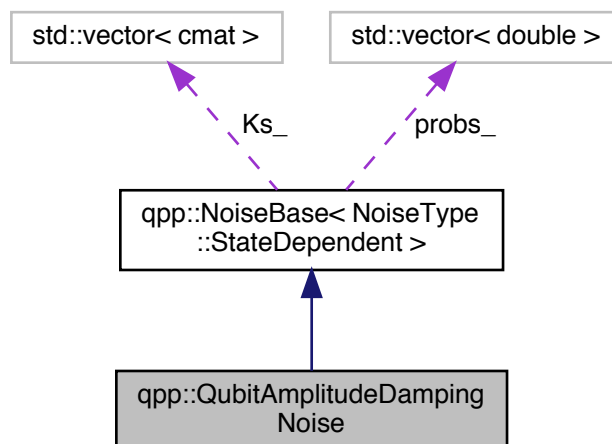 std::vector< cmat >
std::vector< double >
Ks_
probs_
qpp::NoiseBase< NoiseType
::StateDependent >
qpp::QubitAmplitudeDamping
Noise